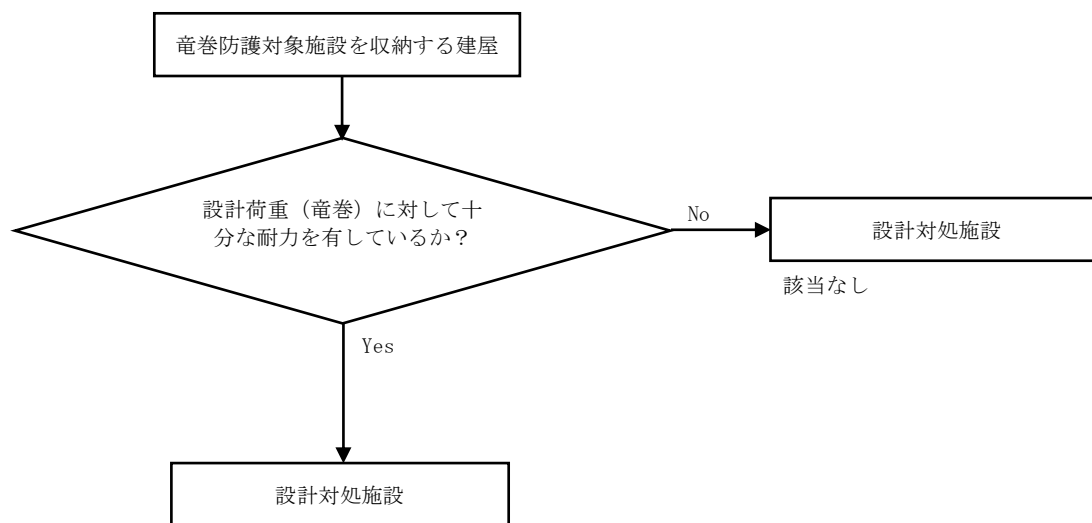 竜巻防護対象施設を収納する建屋
設計荷重（竜巻）に対して十
分な耐力を有しているか？
No
設計対処施設
該当なし
Yes
設計対処施設